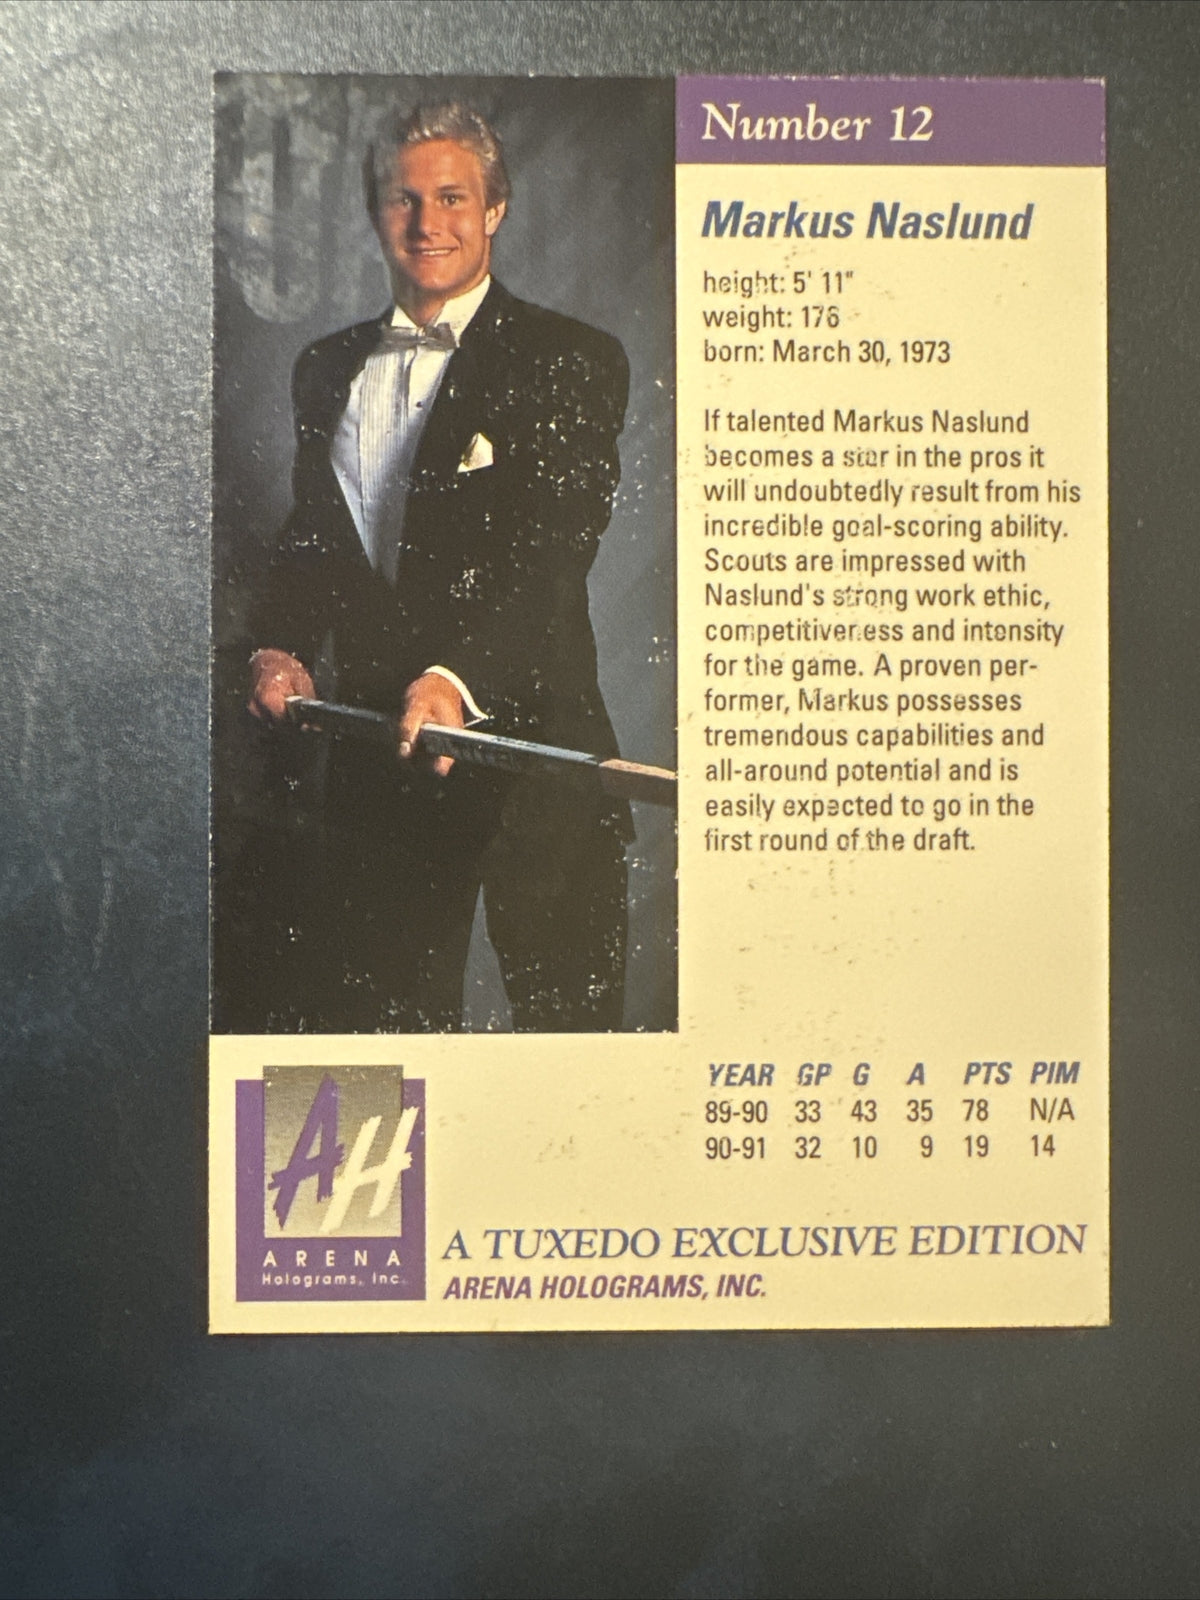 Number 12
Markus Naslund
height: 5' 11"
weight: 176
born: March 30, 1973
If talented Markus Naslund
becomes a star in the pros it
will undoubtedly result from his
incredible goal-scoring ability.
Scouts are impressed with
Naslund's strong work ethic,
competitiveness and intensity
for the game. A proven per-
former, Markus possesses
tremendous capabilities and
all-around potential and is
easily expected to go in the
first round of the draft.
YEAR GP G A PTS PIM
89-90 33 43 35 78 N/A
90-91 32 10 9 19 14
AH
ARENA
Holograms, Inc.
A TUXEDO EXCLUSIVE EDITION
ARENA HOLOGRAMS, INC.